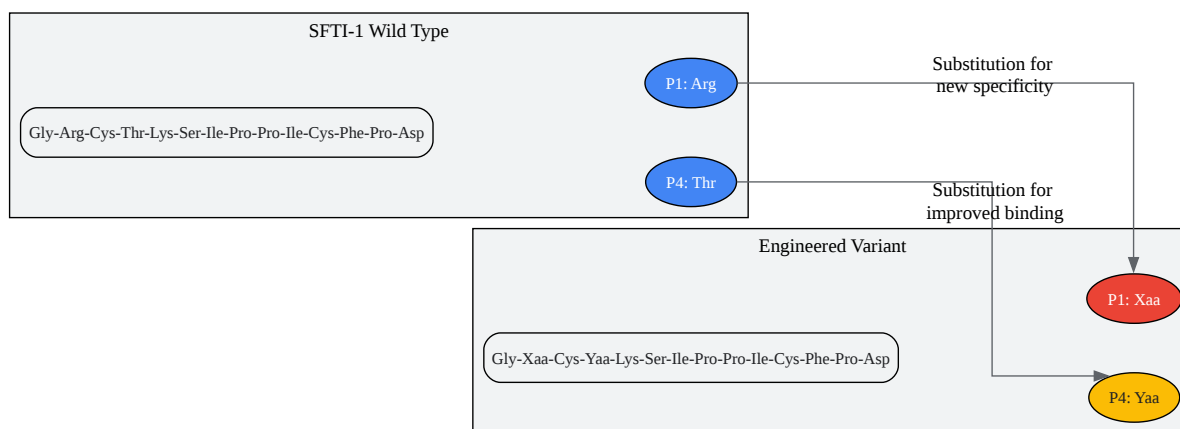 SFTI-1 Wild Type
P1: Arg
Gly-Arg-Cys-Thr-Lys-Ser-Ile-Pro-Pro-Ile-Cys-Phe-Pro-Asp
P4: Thr
Substitution for
new specificity
Substitution for
improved binding
Engineered Variant
P1: Xaa
Gly-Xaa-Cys-Yaa-Lys-Ser-Ile-Pro-Pro-Ile-Cys-Phe-Pro-Asp
P4: Yaa